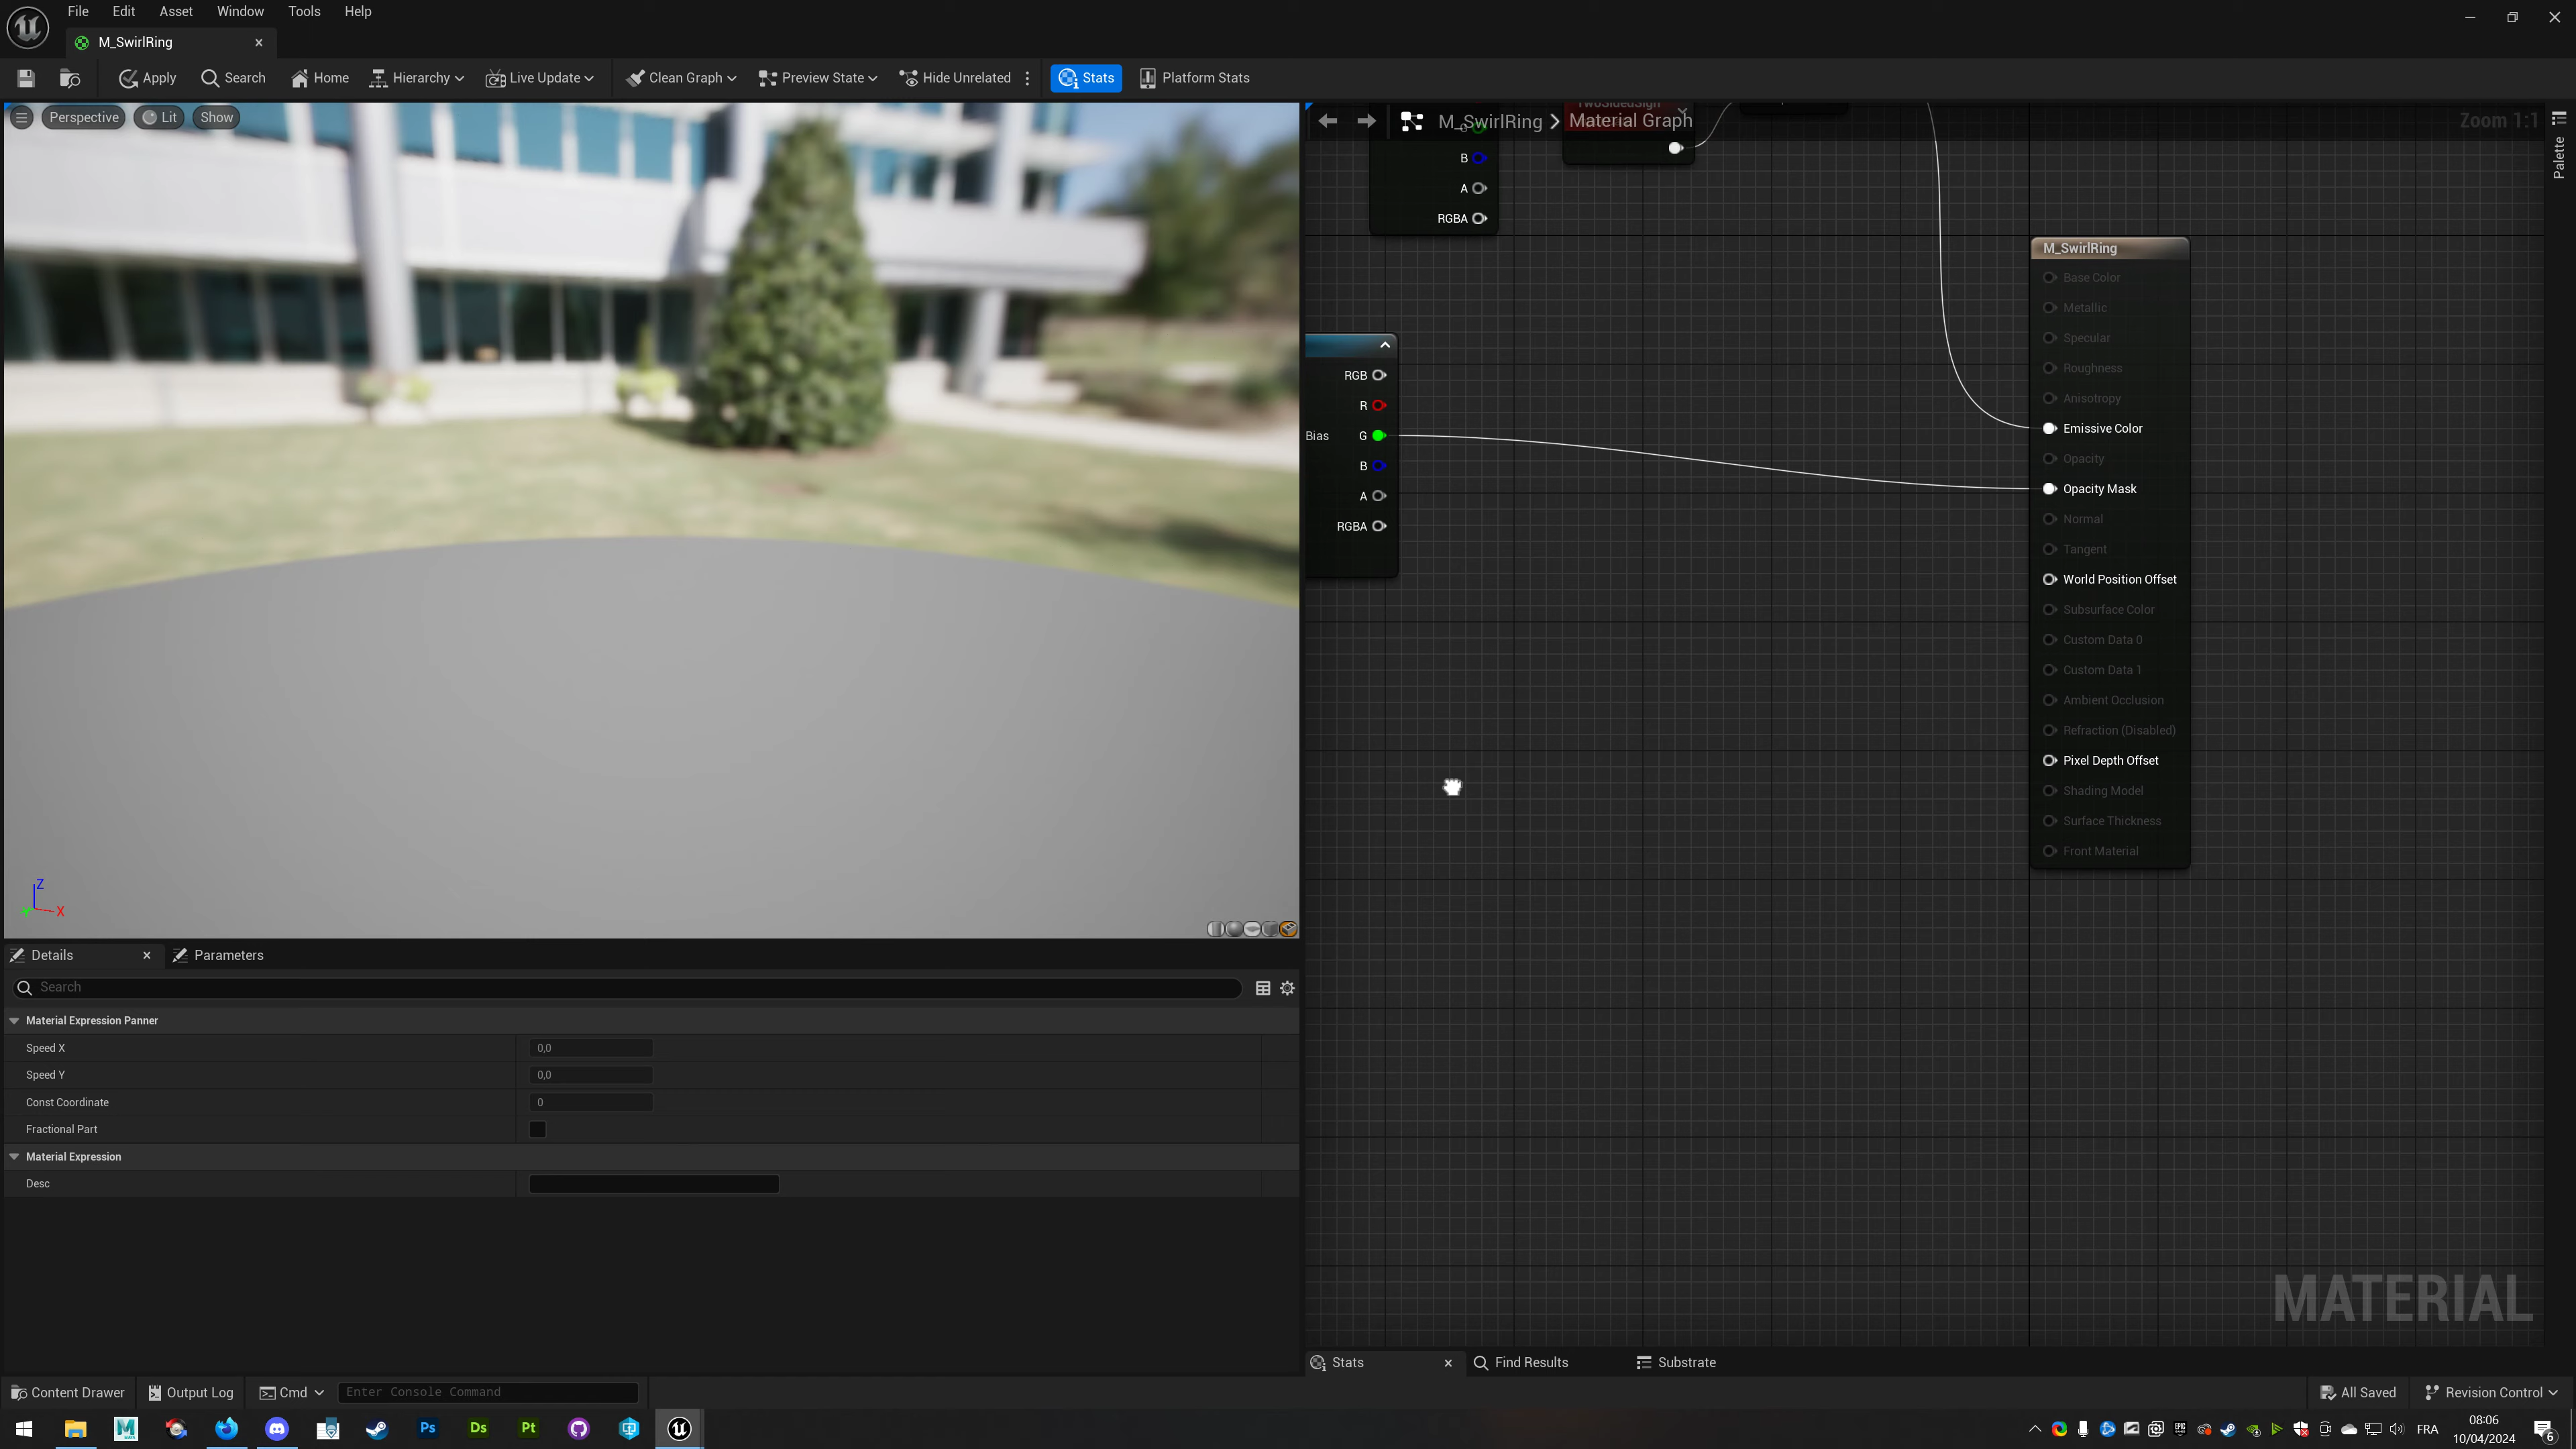 File Edit Asset Window Tools Help
M_SwirlRing
Apply Search Home Hierarchy Live Update Clean Graph Preview State Hide Unrelated Stats Platform Stats
Perspective Lit Show
M_SwirlRing > Material Graph
Zoom 1:1
Palette
TwoSidedSign
B
A
RGBA
M_SwirlRing
Base Color
Metallic
Specular
Roughness
Anisotropy
Emissive Color
Opacity
Opacity Mask
Normal
Tangent
World Position Offset
Subsurface Color
Custom Data 0
Custom Data 1
Ambient Occlusion
Refraction (Disabled)
Pixel Depth Offset
Shading Model
Surface Thickness
Front Material
RGB
R
Bias G
B
A
RGBA
Z
X
MATERIAL
Details Parameters
Search
Material Expression Panner
Speed X 0,0
Speed Y 0,0
Const Coordinate 0
Fractional Part
Material Expression
Desc
Stats Find Results Substrate
Content Drawer Output Log Cmd Enter Console Command All Saved Revision Control
M Ps Ds Pt FRA 08:06
10/04/2024 6